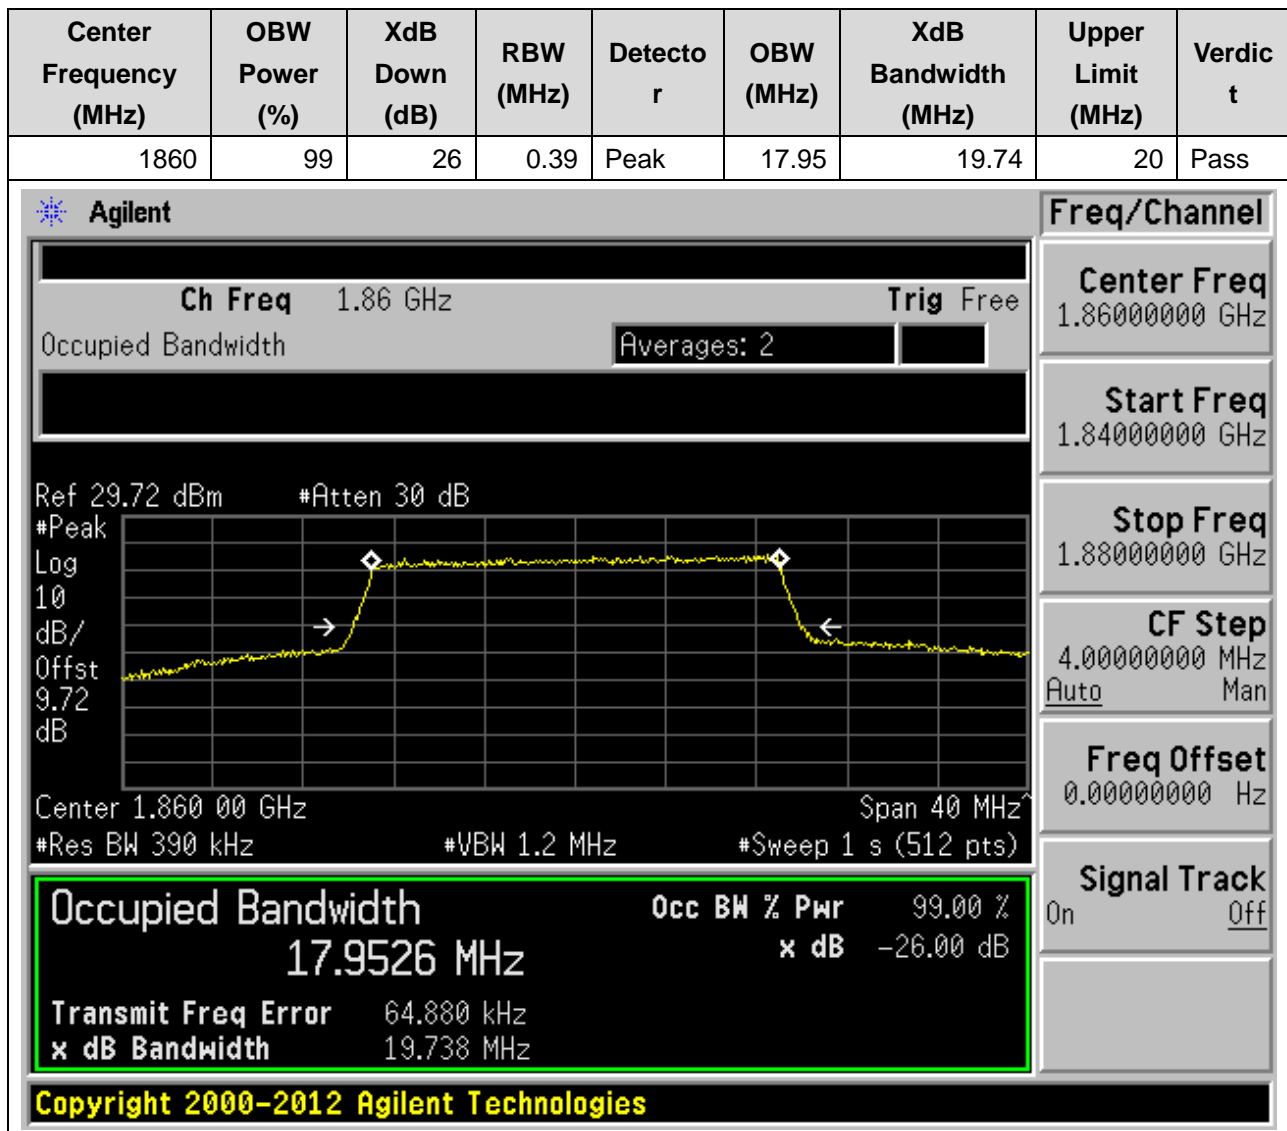 Center Frequency (MHz) OBW Power (%) XdB Down (dB) RBW (MHz) Detecto r OBW (MHz) XdB Bandwidth (MHz) Upper Limit (MHz) Verdic t
1860 99 26 0.39 Peak 17.95 19.74 20 Pass
Agilent
Freq/Channel
Ch Freq 1.86 GHz Trig Free
Occupied Bandwidth Averages: 2
Ref 29.72 dBm #Atten 30 dB
#Peak
Log
10
dB/
Offst
9.72
dB
Center 1.860 00 GHz Span 40 MHz^
#Res BW 390 kHz #VBW 1.2 MHz #Sweep 1 s (512 pts)
Occupied Bandwidth Occ BW % Pwr 99.00 %
17.9526 MHz x dB -26.00 dB
Transmit Freq Error 64.880 kHz
x dB Bandwidth 19.738 MHz
Center Freq
1.86000000 GHz
Start Freq
1.84000000 GHz
Stop Freq
1.88000000 GHz
CF Step
4.00000000 MHz
Auto Man
Freq Offset
0.00000000 Hz
Signal Track
On Off
Copyright 2000-2012 Agilent Technologies